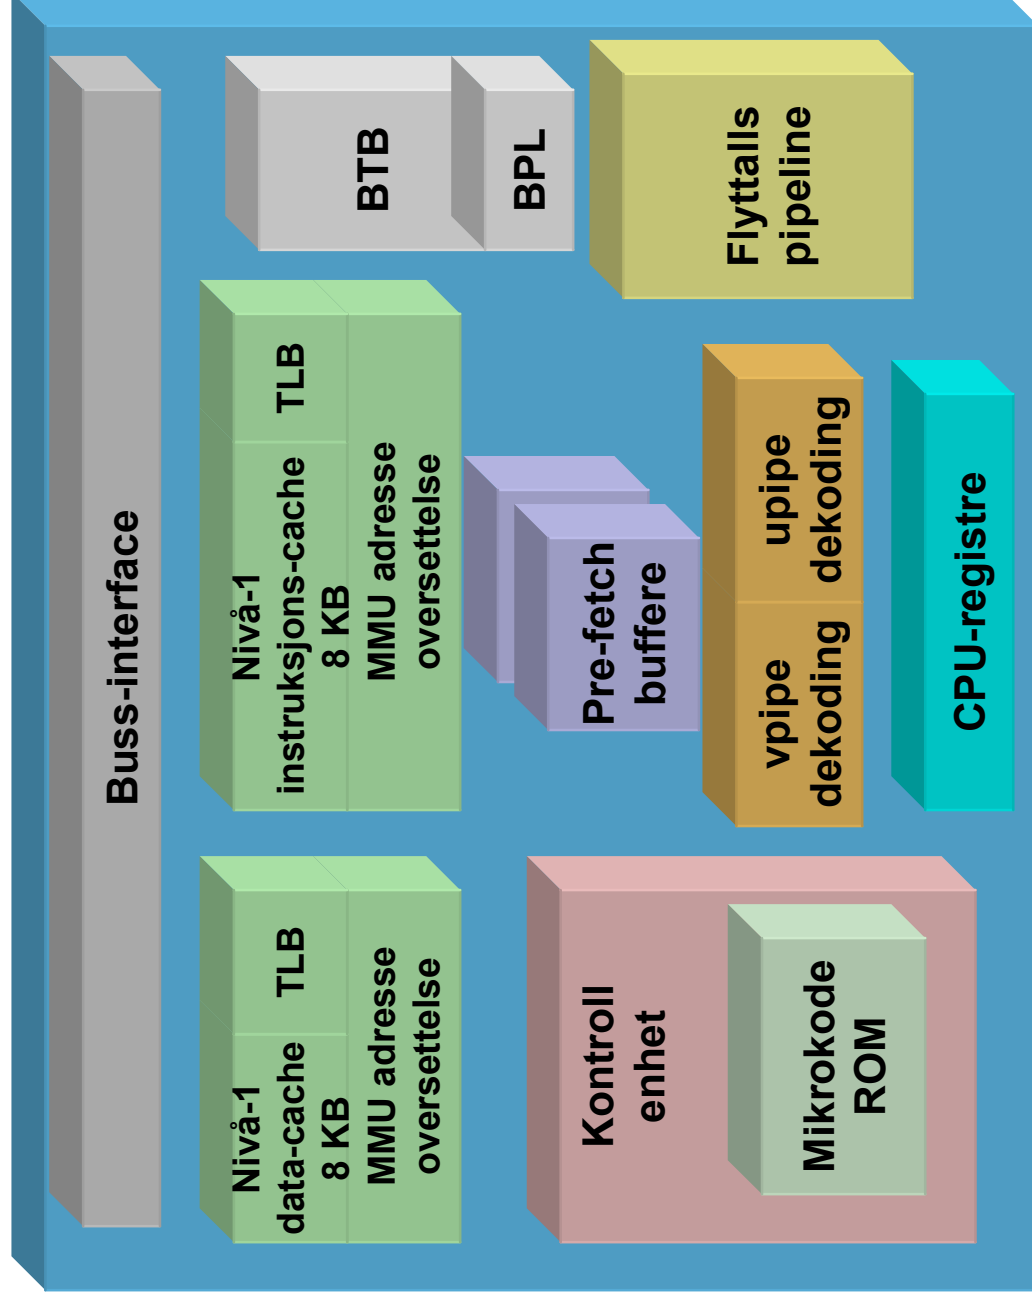 Buss-interface
Nivå-1
data-cache
8 KB
TLB
MMU adresse
oversettelse
Nivå-1
instruksjons-cache
8 KB
TLB
MMU adresse
oversettelse
BTB
BPL
Pre-fetch
buffere
Kontroll
enhet
Mikrokode
ROM
vpipe
dekoding
upipe
dekoding
Flyttalls
pipeline
CPU-registre